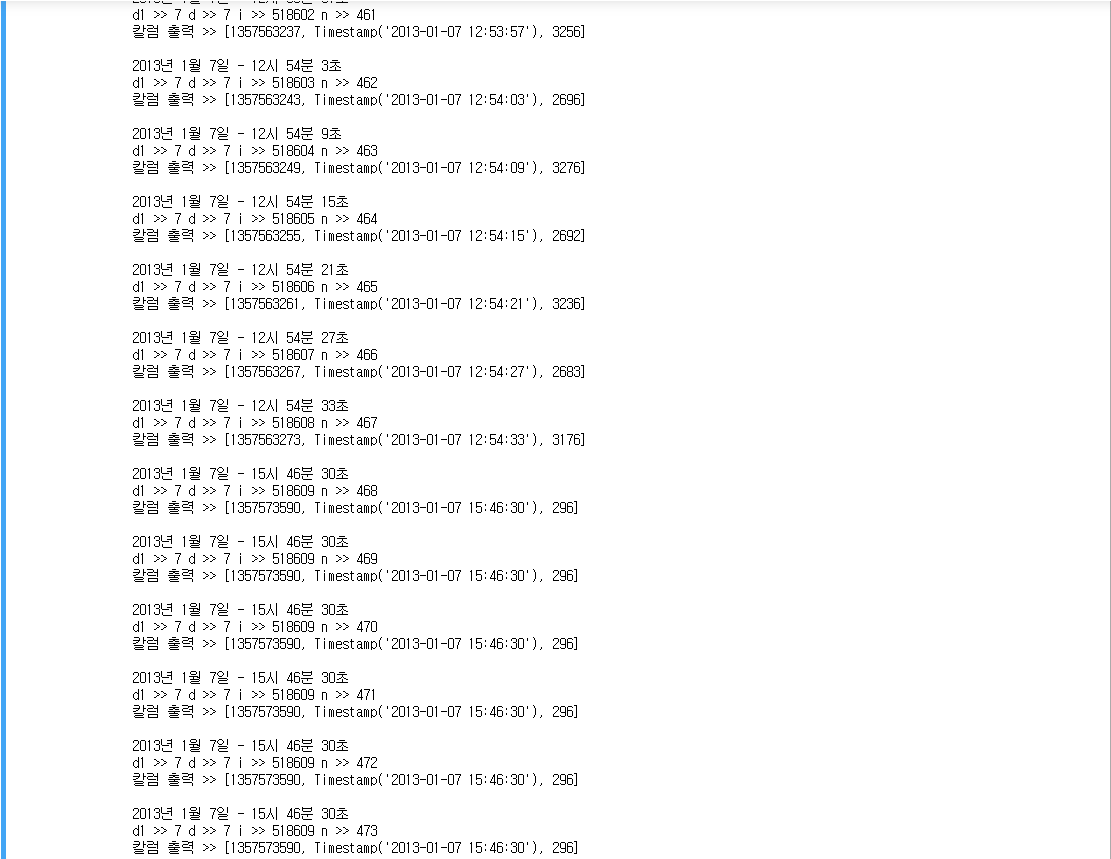 d1 >> 7 d >> 7 i >> 518602 n >> 461
칼럼 출력 >> [1357563237, Timestamp('2013-01-07 12:53:57'), 3256]
2013년 1월 7일 - 12시 54분 3초
d1 >> 7 d >> 7 i >> 518603 n >> 462
칼럼 출력 >> [1357563243, Timestamp('2013-01-07 12:54:03'), 2696]
2013년 1월 7일 - 12시 54분 9초
d1 >> 7 d >> 7 i >> 518604 n >> 463
칼럼 출력 >> [1357563249, Timestamp('2013-01-07 12:54:09'), 3276]
2013년 1월 7일 - 12시 54분 15초
d1 >> 7 d >> 7 i >> 518605 n >> 464
칼럼 출력 >> [1357563255, Timestamp('2013-01-07 12:54:15'), 2692]
2013년 1월 7일 - 12시 54분 21초
d1 >> 7 d >> 7 i >> 518606 n >> 465
칼럼 출력 >> [1357563261, Timestamp('2013-01-07 12:54:21'), 3236]
2013년 1월 7일 - 12시 54분 27초
d1 >> 7 d >> 7 i >> 518607 n >> 466
칼럼 출력 >> [1357563267, Timestamp('2013-01-07 12:54:27'), 2683]
2013년 1월 7일 - 12시 54분 33초
d1 >> 7 d >> 7 i >> 518608 n >> 467
칼럼 출력 >> [1357563273, Timestamp('2013-01-07 12:54:33'), 3176]
2013년 1월 7일 - 15시 46분 30초
d1 >> 7 d >> 7 i >> 518609 n >> 468
칼럼 출력 >> [1357573590, Timestamp('2013-01-07 15:46:30'), 296]
2013년 1월 7일 - 15시 46분 30초
d1 >> 7 d >> 7 i >> 518609 n >> 469
칼럼 출력 >> [1357573590, Timestamp('2013-01-07 15:46:30'), 296]
2013년 1월 7일 - 15시 46분 30초
d1 >> 7 d >> 7 i >> 518609 n >> 470
칼럼 출력 >> [1357573590, Timestamp('2013-01-07 15:46:30'), 296]
2013년 1월 7일 - 15시 46분 30초
d1 >> 7 d >> 7 i >> 518609 n >> 471
칼럼 출력 >> [1357573590, Timestamp('2013-01-07 15:46:30'), 296]
2013년 1월 7일 - 15시 46분 30초
d1 >> 7 d >> 7 i >> 518609 n >> 472
칼럼 출력 >> [1357573590, Timestamp('2013-01-07 15:46:30'), 296]
2013년 1월 7일 - 15시 46분 30초
d1 >> 7 d >> 7 i >> 518609 n >> 473
칼럼 출력 >> [1357573590, Timestamp('2013-01-07 15:46:30'), 296]